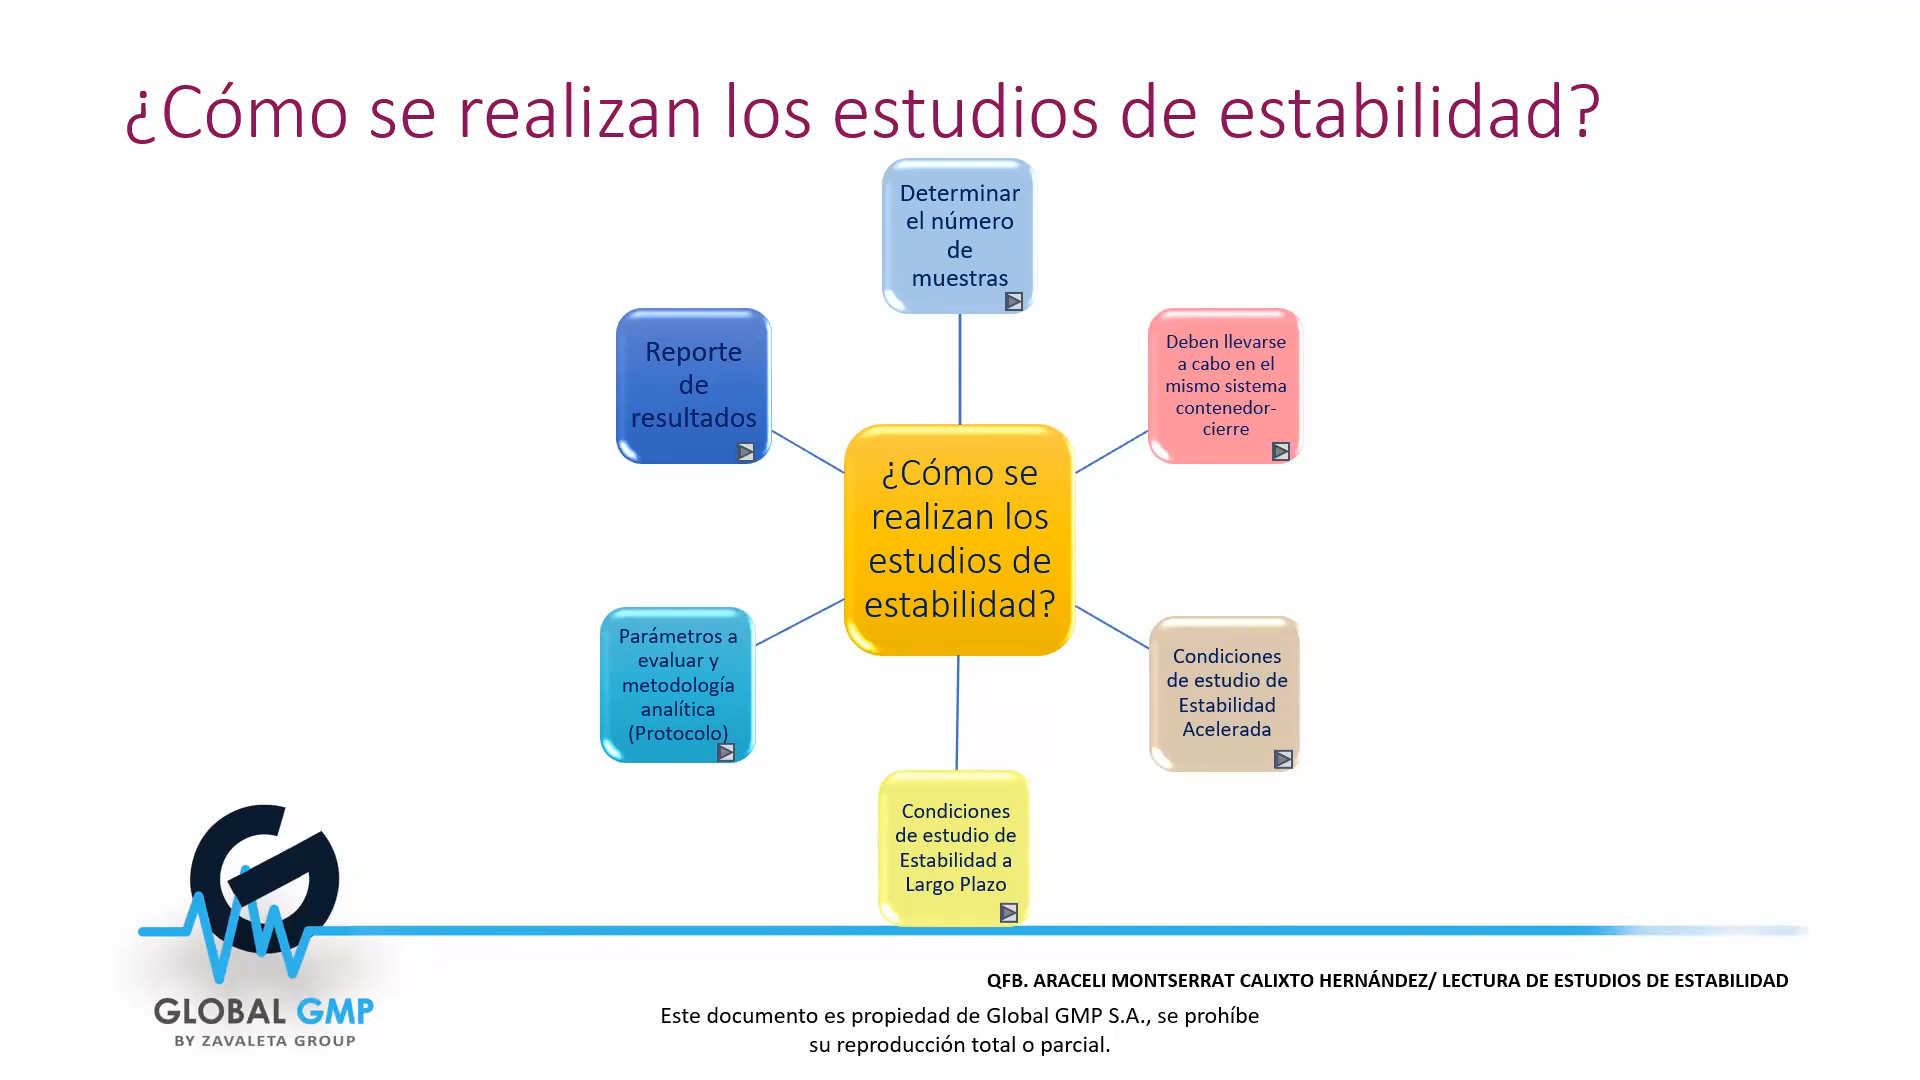 ¿Cómo se realizan los estudios de estabilidad?
Determinar
el número
de
muestras
Reporte
de
resultados
Deben llevarse
a cabo en el
mismo sistema
contenedor-
cierre
¿Cómo se
realizan los
estudios de
estabilidad?
Parámetros a
evaluar y
metodología
analítica
(Protocolo)
Condiciones
de estudio de
Estabilidad
Acelerada
Condiciones
de estudio de
Estabilidad a
Largo Plazo
QFB. ARACELI MONTSERRAT CALIXTO HERNÁNDEZ/ LECTURA DE ESTUDIOS DE ESTABILIDAD
GLOBAL GMP
BY ZAVALETA GROUP
Este documento es propiedad de Global GMP S.A., se prohíbe
su reproducción total o parcial.